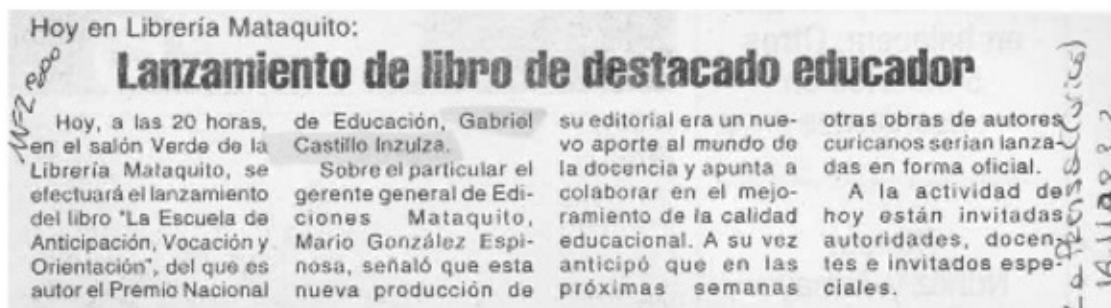 Hoy en Librería Mataquito:
Lanzamiento de libro de destacado educador
Hoy, a las 20 horas,
en el salón Verde de la
Librería Mataquito, se
efectuará el lanzamiento
del libro "La Escuela de
Anticipación, Vocación y
Orientación", del que es
autor el Premio Nacional
de Educación, Gabriel
Castillo Inzulza.
Sobre el particular el
gerente general de Edi-
ciones Mataquito,
Mario González Espi-
nosa, señaló que esta
nueva producción de
su editorial era un nue-
vo aporte al mundo de
la docencia y apunta a
colaborar en el mejo-
ramiento de la calidad
educacional. A su vez
anticipó que en las
próximas semanas
otras obras de autores
curicanos serían lanza-
das en forma oficial.
A la actividad de
hoy están invitadas
autoridades, docen-
tes e invitados espe-
ciales.
La Prensa (Curicó)